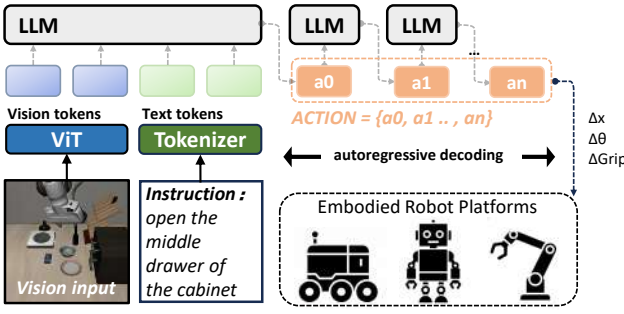 LLM
LLM
LLM
...
a0
a1
an
Vision tokens
Text tokens
ACTION = {a0, a1 .. , an}
ViT
Tokenizer
autoregressive decoding
Δx
Δθ
ΔGrip
Instruction :
open the
middle
drawer of
the cabinet
Vision input
Embodied Robot Platforms